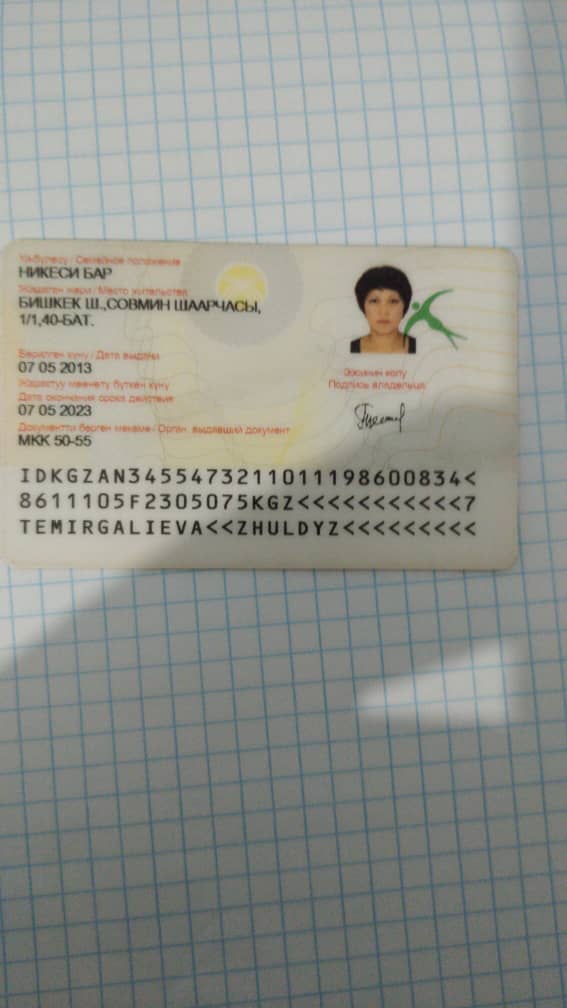 Үй-бүлөсү / Семейное положение
НИКЕСИ БАР
Жашаган жери / Место жительства
БИШКЕК Ш.,СОВМИН ШААРЧАСЫ,
1/1,40-БАТ.
Берилген күнү / Дата выдачи
07 05 2013
Жарактуу мөөнөтү бүткөн күнү
Дата окончания срока действия
07 05 2023
Документти берген мекеме / Орган, выдавший документ
МКК 50-55
Ээсинин колу
Подпись владельца
IDKGZAN3455473211011198600834<
8611105F2305075KGZ<<<<<<<<<<<7
TEMIRGALIEVA<<ZHULDYZ<<<<<<<<<